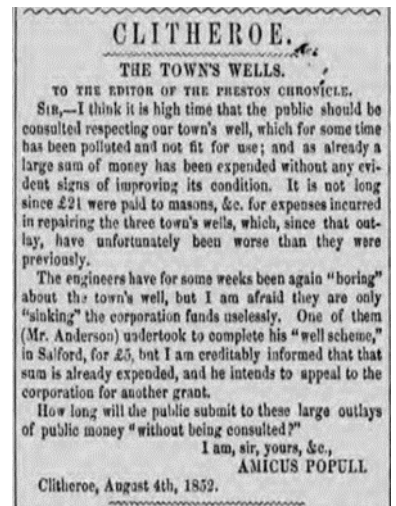 CLITHEROE.
THE TOWN'S WELLS.
TO THE EDITOR OF THE PRESTON CHRONICLE.
SIR,—I think it is high time that the public should be
consulted respecting our town's well, which for some time
has been polluted and not fit for use; and as already a
large sum of money has been expended without any evi-
dent signs of improving its condition. It is not long
since £21 were paid to masons, &c. for expenses incurred
in repairing the three town's wells, which, since that out-
lay, have unfortunately been worse than they were
previously.
The engineers have for some weeks been again "boring"
about the town's well, but I am afraid they are only
"sinking" the corporation funds uselessly. One of them
(Mr. Anderson) undertook to complete his "well scheme,"
in Salford, for £5, but I am creditably informed that that
sum is already expended, and he intends to appeal to the
corporation for another grant.
How long will the public submit to these large outlays
of public money "without being consulted?"
I am, sir, yours, &c.,
AMICUS POPULL
Clitheroe, August 4th, 1852.